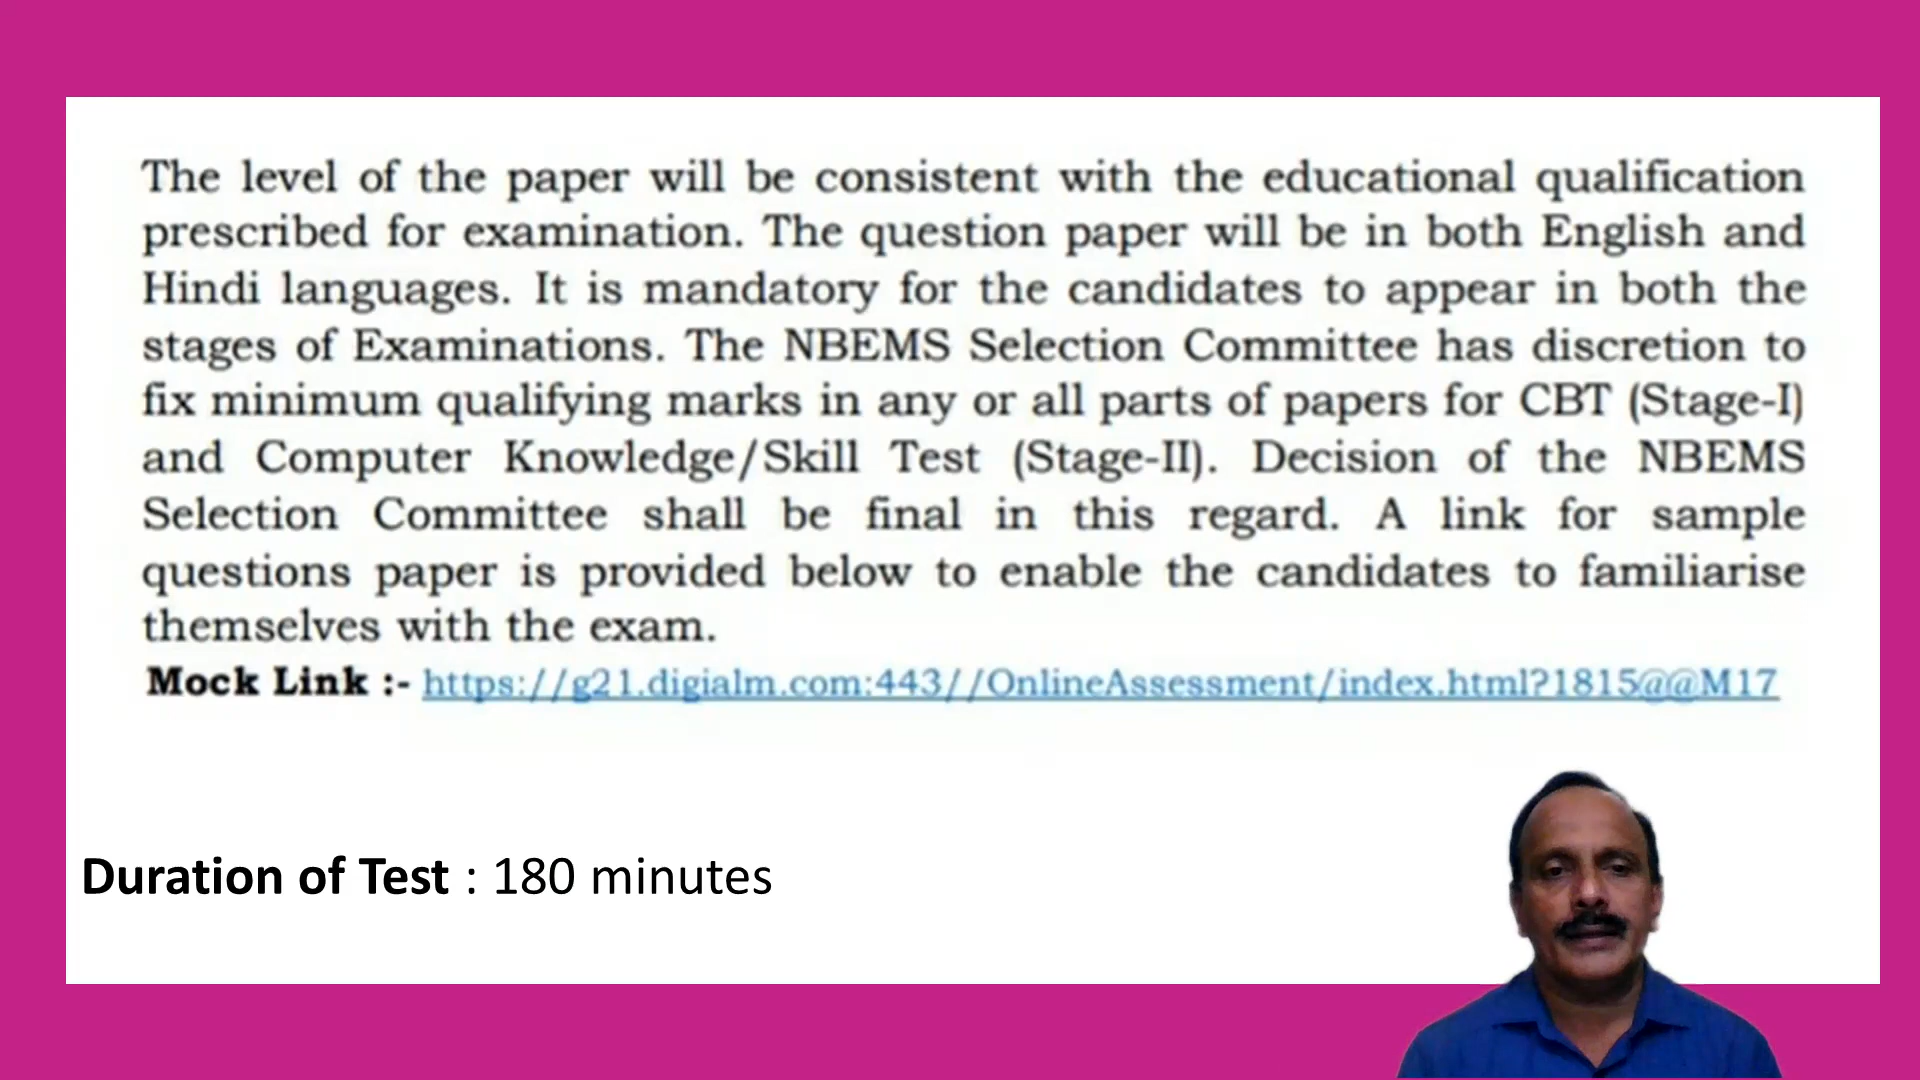 The level of the paper will be consistent with the educational qualification
prescribed for examination. The question paper will be in both English and
Hindi languages. It is mandatory for the candidates to appear in both the
stages of Examinations. The NBEMS Selection Committee has discretion to
fix minimum qualifying marks in any or all parts of papers for CBT (Stage-I)
and Computer Knowledge/Skill Test (Stage-II). Decision of the NBEMS
Selection Committee shall be final in this regard. A link for sample
questions paper is provided below to enable the candidates to familiarise
themselves with the exam.
Mock Link :- https://g21.digialm.com:443//OnlineAssessment/index.html?1815@@M17
Duration of Test : 180 minutes